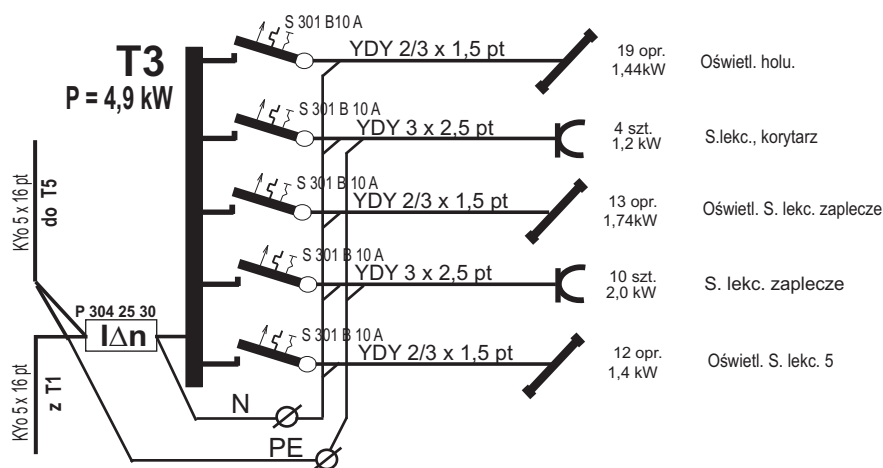 T3
P = 4,9 kW
KYo 5 x 16 pt
do T5
P 304 25 30
I∆n
KYo 5 x 16 pt
z T1
N
PE
S 301 B10 A
YDY 2/3 x 1,5 pt
19 opr.
1,44kW
Oświetl. holu.
S 301 B 10 A
YDY 3 x 2,5 pt
4 szt.
1,2 kW
S.lekc., korytarz
S 301 B 10 A
YDY 2/3 x 1,5 pt
13 opr.
1,74kW
Oświetl. S. lekc. zaplecze
S 301 B 10 A
YDY 3 x 2,5 pt
10 szt.
2,0 kW
S. lekc. zaplecze
S 301 B 10 A
YDY 2/3 x 1,5 pt
12 opr.
1,4 kW
Oświetl. S. lekc. 5